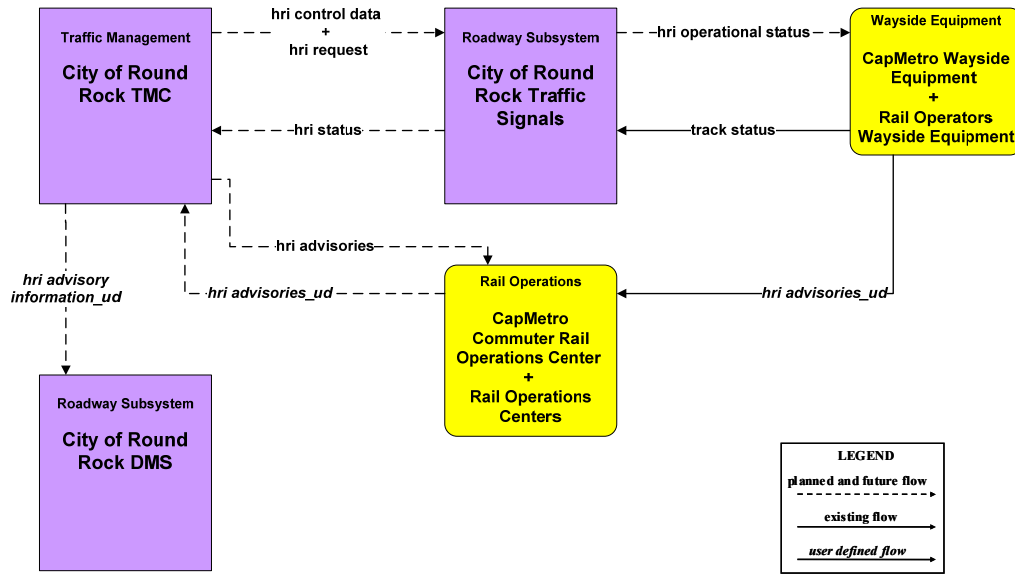 Traffic Management
City of Round
Rock TMC
hri control data
+
hri request
Roadway Subsystem
City of Round
Rock Traffic
Signals
hri operational status
Wayside Equipment
CapMetro Wayside
Equipment
+
Rail Operators
Wayside Equipment
hri status
track status
hri advisories
hri advisory
information_ud
hri advisories_ud
Rail Operations
CapMetro
Commuter Rail
Operations Center
+
Rail Operations
Centers
hri advisories_ud
Roadway Subsystem
City of Round
Rock DMS
LEGEND
planned and future flow
existing flow
user defined flow